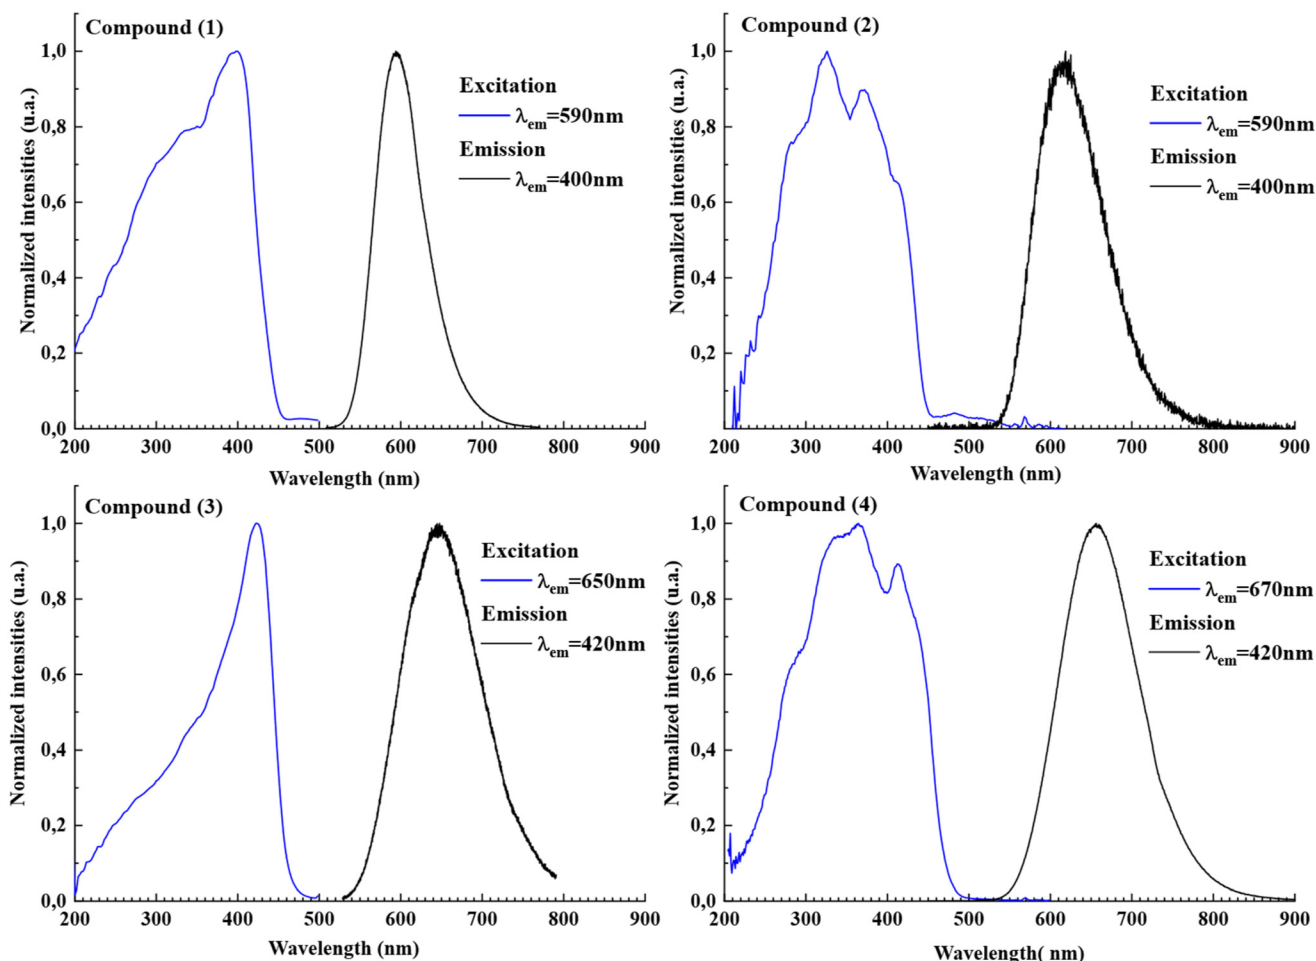 Compound (1)
Normalized intensities (u.a.)
1,0
0,8
0,6
0,4
0,2
0,0
200 300 400 500 600 700 800 900
Wavelength (nm)
Excitation
λem=590nm
Emission
λem=400nm
Compound (2)
Normalized intensities (u.a.)
1,0
0,8
0,6
0,4
0,2
0,0
200 300 400 500 600 700 800 900
Wavelength (nm)
Excitation
λem=590nm
Emission
λem=400nm
Compound (3)
Normalized intensities (u.a.)
1,0
0,8
0,6
0,4
0,2
0,0
200 300 400 500 600 700 800 900
Wavelength (nm)
Excitation
λem=650nm
Emission
λem=420nm
Compound (4)
Normalized intensities (u.a.)
1,0
0,8
0,6
0,4
0,2
0,0
200 300 400 500 600 700 800 900
Wavelength( nm)
Excitation
λem=670nm
Emission
λem=420nm